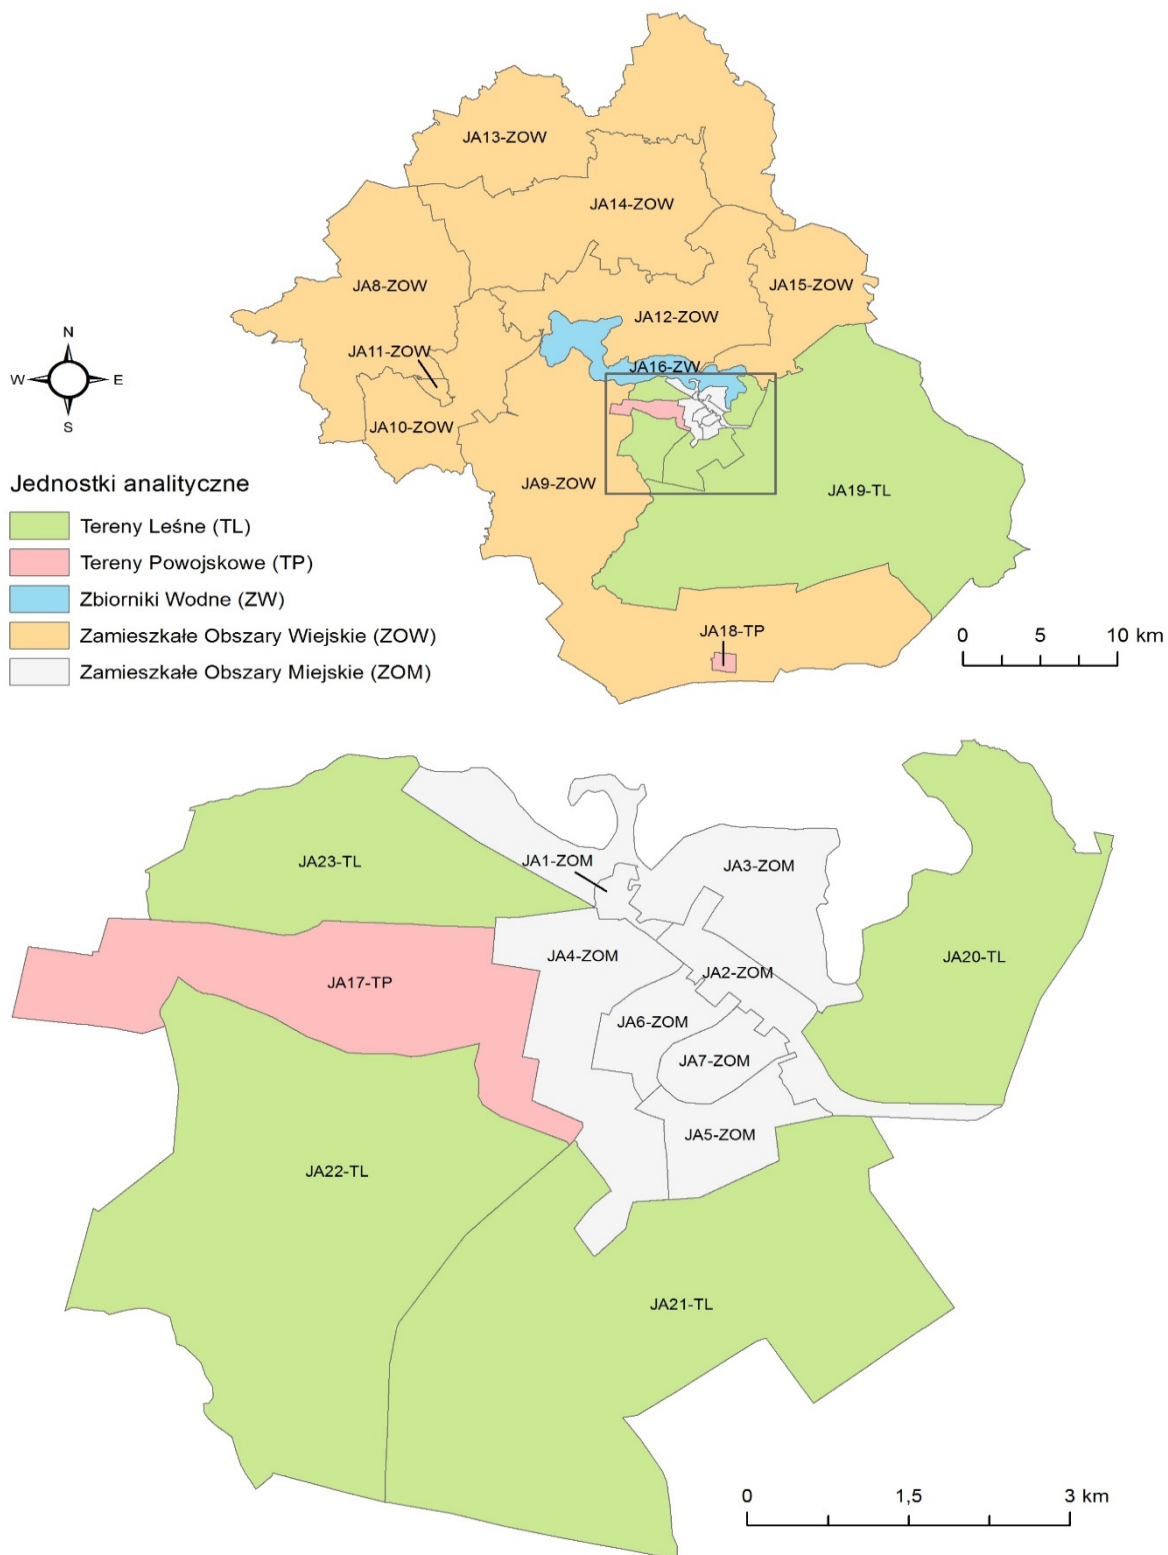 JA13-ZOW
JA14-ZOW
JA8-ZOW
JA15-ZOW
JA12-ZOW
JA11-ZOW
JA16-ZW
JA10-ZOW
JA9-ZOW
JA19-TL
JA18-TP
N
W E
S
Jednostki analityczne
Tereny Leśne (TL)
Tereny Powojskowe (TP)
Zbiorniki Wodne (ZW)
Zamieszkałe Obszary Wiejskie (ZOW)
Zamieszkałe Obszary Miejskie (ZOM)
0 5 10 km
JA23-TL
JA1-ZOM
JA3-ZOM
JA4-ZOM
JA20-TL
JA2-ZOM
JA17-TP
JA6-ZOM
JA7-ZOM
JA5-ZOM
JA22-TL
JA21-TL
0 1,5 3 km